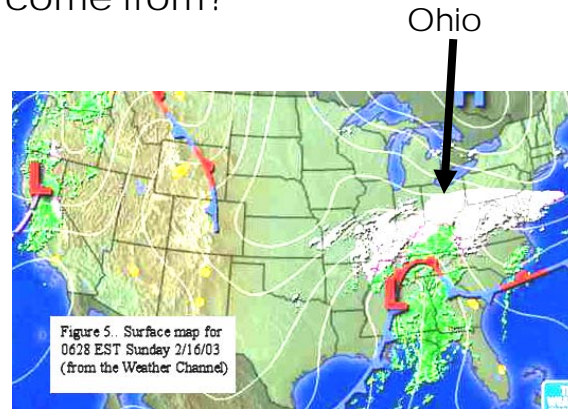 come from?
Ohio
H
L
L
Figure 5.. Surface map for
0628 EST Sunday 2/16/03
(from the Weather Channel)